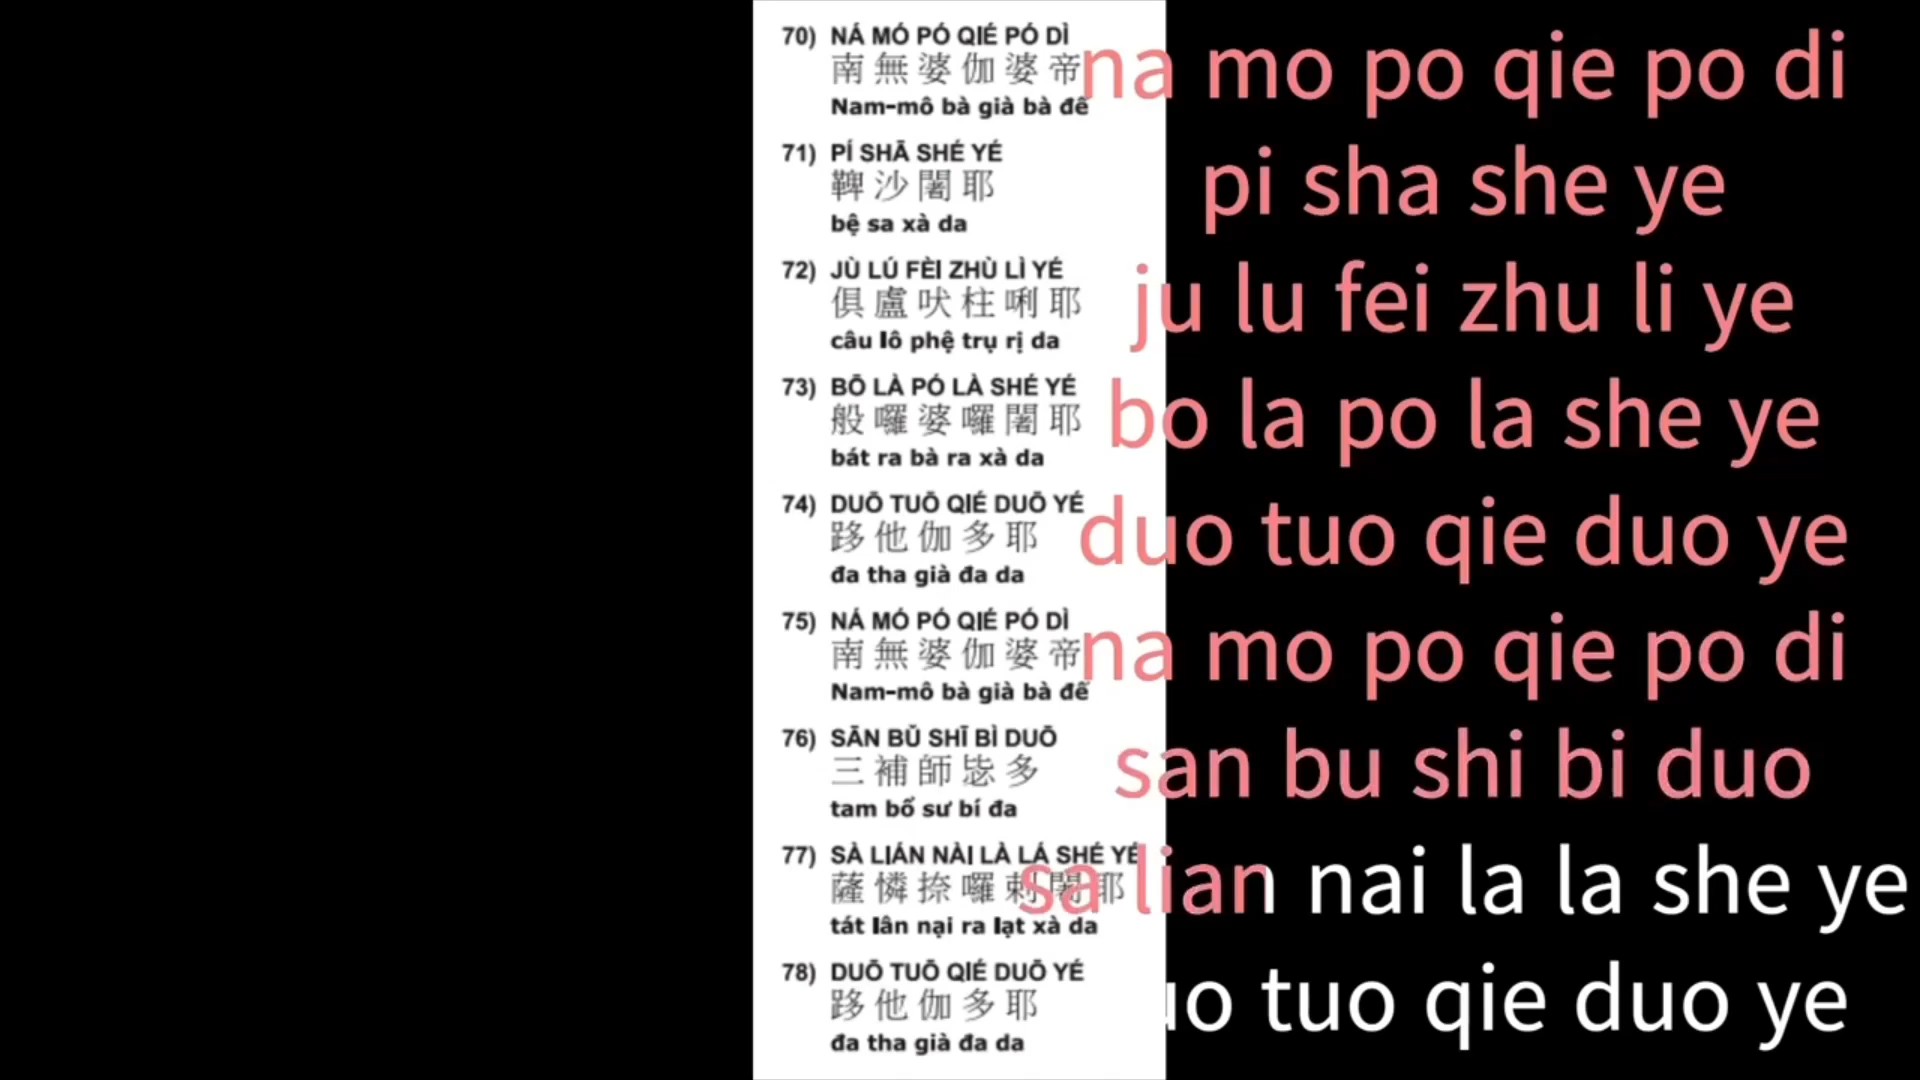 70) NÁ MÓ PÓ QIÉ PÓ DÌ
南無婆伽婆帝
Nam-mô bà già bà đế
71) PÍ SHĀ SHÉ YÉ
鞞沙闍耶
bệ sa xà da
72) JÙ LÚ FÈI ZHÙ LÌ YÉ
俱盧吠柱唎耶
câu lô phệ trụ rị da
73) BŌ LÀ PÓ LÀ SHÉ YÉ
般囉婆囉闍耶
bát ra bà ra xà da
74) DUŌ TUŌ QIÉ DUŌ YÉ
跢他伽多耶
đa tha già đa da
75) NÁ MÓ PÓ QIÉ PÓ DÌ
南無婆伽婆帝
Nam-mô bà già bà đế
76) SĀN BǓ SHĪ BÌ DUŌ
三補師毖多
tam bổ sư bí đa
77) SÀ LIÁN NÀI LÀ LÁ SHÉ YÉ
薩憐捺囉剌闍耶
tát lân nại ra lạt xà da
78) DUŌ TUŌ QIÉ DUŌ YÉ
跢他伽多耶
đa tha già đa da
na mo po qie po di
pi sha she ye
ju lu fei zhu li ye
bo la po la she ye
duo tuo qie duo ye
na mo po qie po di
san bu shi bi duo
sa lian nai la la she ye
uo tuo qie duo ye